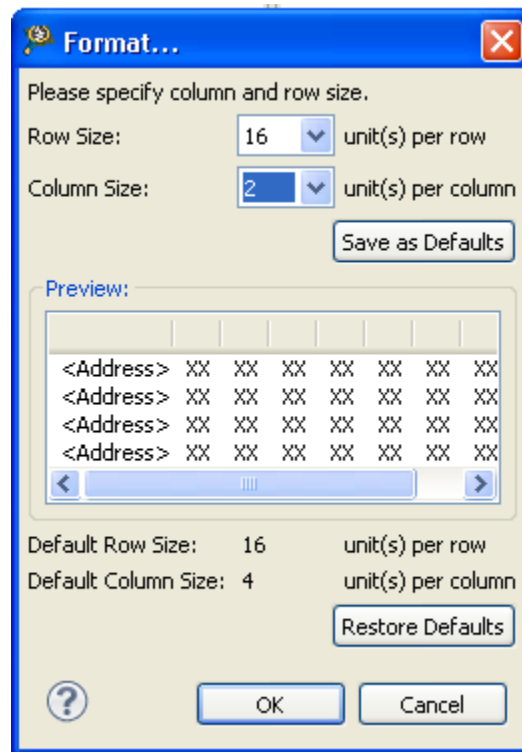 Format...
Please specify column and row size.
Row Size: 16 unit(s) per row
Column Size: 2 unit(s) per column
Save as Defaults
Preview:
<Address> XX XX XX XX XX XX XX
<Address> XX XX XX XX XX XX XX
<Address> XX XX XX XX XX XX XX
<Address> XX XX XX XX XX XX XX
Default Row Size: 16 unit(s) per row
Default Column Size: 4 unit(s) per column
Restore Defaults
? OK Cancel